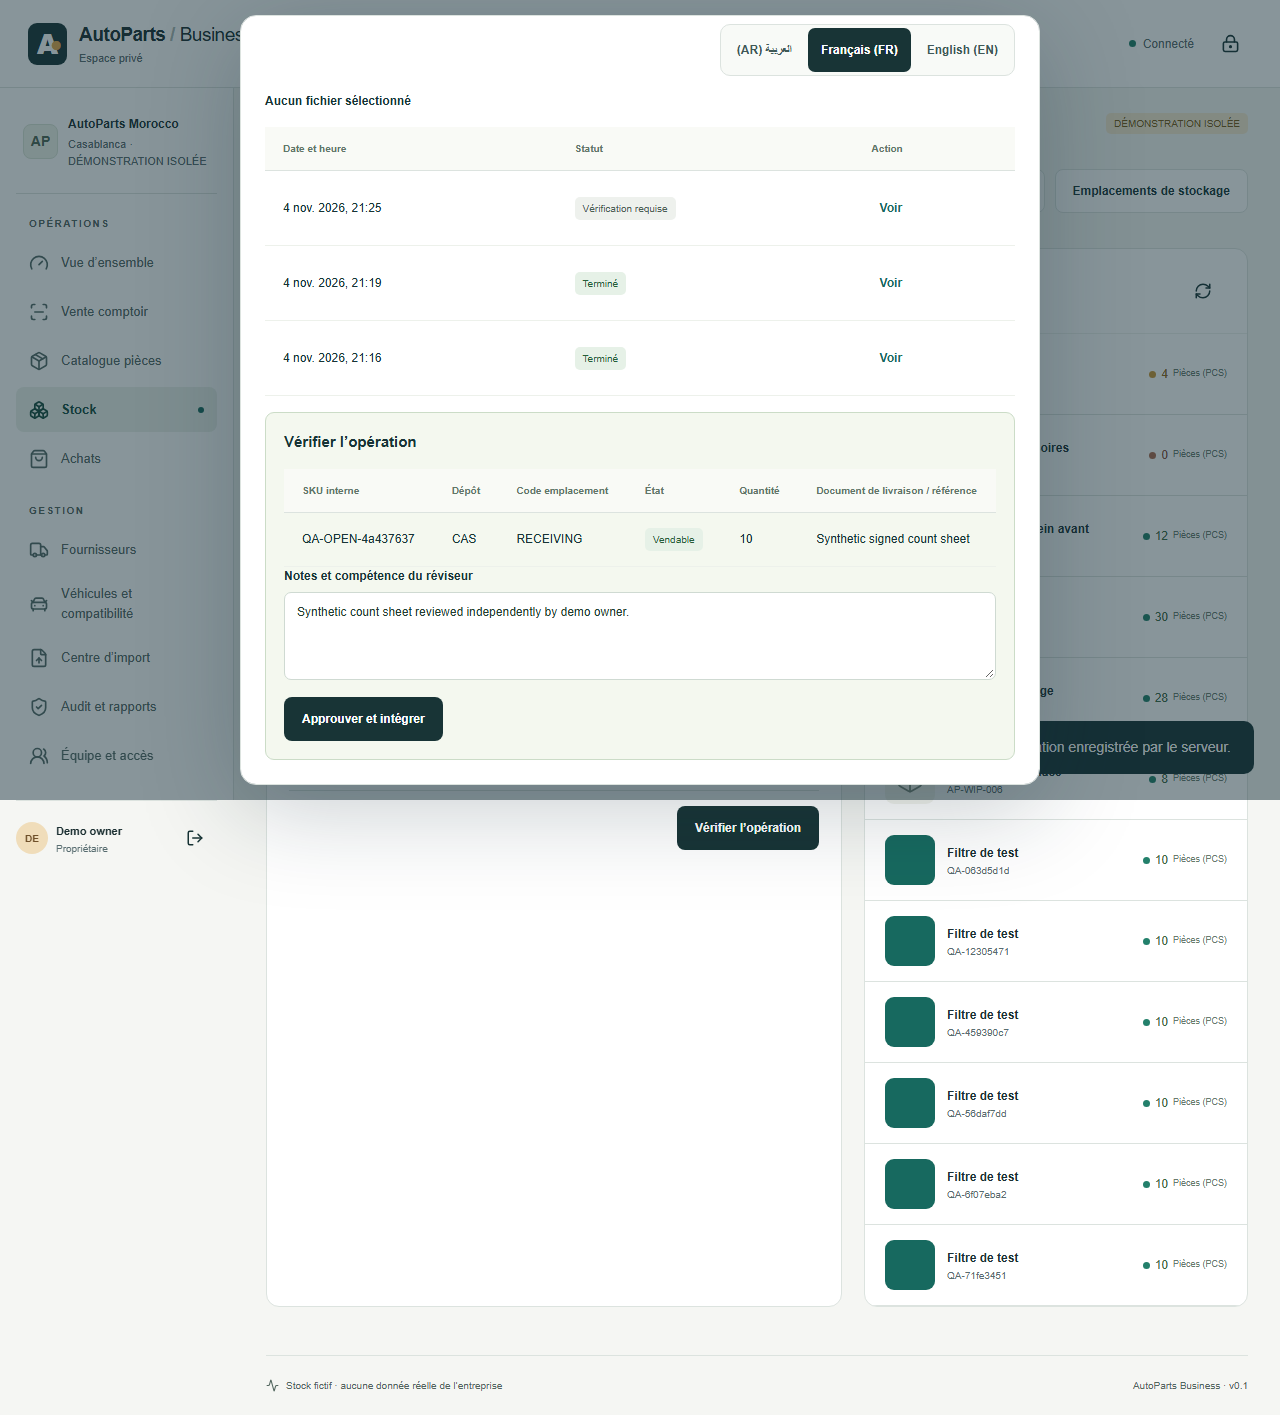 AutoParts / Busines
Espace privé
Connecté
AP
AutoParts Morocco
Casablanca ·
DÉMONSTRATION ISOLÉE
OPÉRATIONS
Vue d’ensemble
Vente comptoir
Catalogue pièces
Stock
Achats
GESTION
Fournisseurs
Véhicules et
compatibilité
Centre d’import
Audit et rapports
Équipe et accès
DE
Demo owner
Propriétaire
(AR) العربية
Français (FR)
English (EN)
Aucun fichier sélectionné
Date et heure
Statut
Action
4 nov. 2026, 21:25
Vérification requise
Voir
4 nov. 2026, 21:19
Terminé
Voir
4 nov. 2026, 21:16
Terminé
Voir
Vérifier l’opération
SKU interne
Dépôt
Code emplacement
État
Quantité
Document de livraison / référence
QA-OPEN-4a437637
CAS
RECEIVING
Vendable
10
Synthetic signed count sheet
Notes et compétence du réviseur
Synthetic count sheet reviewed independently by demo owner.
Approuver et intégrer
Vérifier l’opération
DÉMONSTRATION ISOLÉE
Emplacements de stockage
4 Pièces (PCS)
oires
0 Pièces (PCS)
ein avant
12 Pièces (PCS)
30 Pièces (PCS)
ge
28 Pièces (PCS)
ation enregistrée par le serveur.
AP-WIP-006
8 Pièces (PCS)
Filtre de test
QA-063d5d1d
10 Pièces (PCS)
Filtre de test
QA-12305471
10 Pièces (PCS)
Filtre de test
QA-459390c7
10 Pièces (PCS)
Filtre de test
QA-56daf7dd
10 Pièces (PCS)
Filtre de test
QA-6f07eba2
10 Pièces (PCS)
Filtre de test
QA-71fe3451
10 Pièces (PCS)
Stock fictif · aucune donnée réelle de l’entreprise
AutoParts Business · v0.1